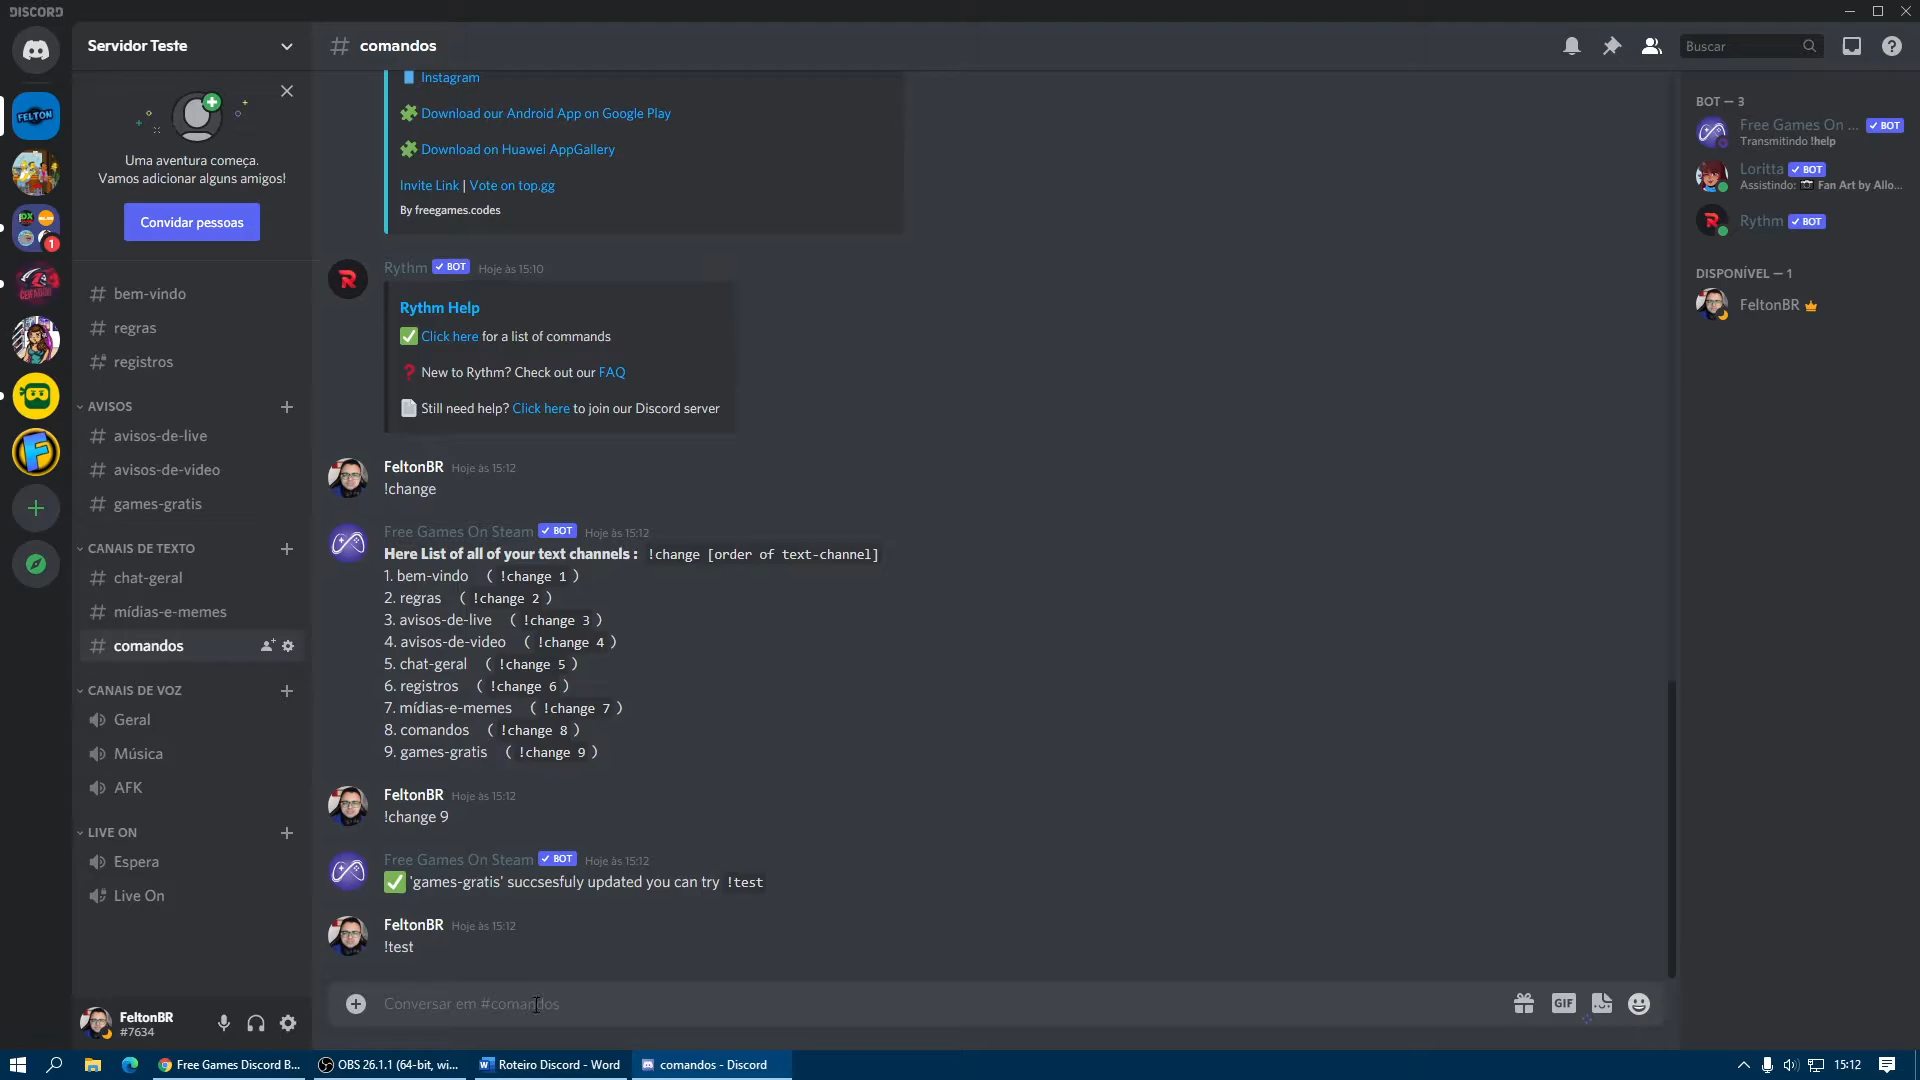 DISCORD
Servidor Teste
comandos
Buscar
FELTON
1
Uma aventura começa.
Vamos adicionar alguns amigos!
Convidar pessoas
bem-vindo
regras
registros
AVISOS
avisos-de-live
avisos-de-video
games-gratis
CANAIS DE TEXTO
chat-geral
mídias-e-memes
comandos
CANAIS DE VOZ
Geral
Música
AFK
LIVE ON
Espera
Live On
FeltonBR
#7634
Instagram
Download our Android App on Google Play
Download on Huawei AppGallery
Invite Link | Vote on top.gg
By freegames.codes
Rythm ✓ BOT Hoje às 15:10
Rythm Help
✅ Click here for a list of commands
❓ New to Rythm? Check out our FAQ
Still need help? Click here to join our Discord server
FeltonBR Hoje às 15:12
!change
Free Games On Steam ✓ BOT Hoje às 15:12
Here List of all of your text channels : !change [order of text-channel]
1. bem-vindo ( !change 1 )
2. regras ( !change 2 )
3. avisos-de-live ( !change 3 )
4. avisos-de-video ( !change 4 )
5. chat-geral ( !change 5 )
6. registros ( !change 6 )
7. mídias-e-memes ( !change 7 )
8. comandos ( !change 8 )
9. games-gratis ( !change 9 )
FeltonBR Hoje às 15:12
!change 9
Free Games On Steam ✓ BOT Hoje às 15:12
✅ 'games-gratis' succsesfuly updated you can try !test
FeltonBR Hoje às 15:12
!test
Conversar em #comandos
GIF
BOT — 3
Free Games On ... ✓ BOT
Transmitindo !help
Loritta ✓ BOT
Assistindo: Fan Art by Allo...
Rythm ✓ BOT
DISPONÍVEL — 1
FeltonBR
Free Games Discord B...
OBS 26.1.1 (64-bit, wi...
Roteiro Discord - Word
comandos - Discord
15:12